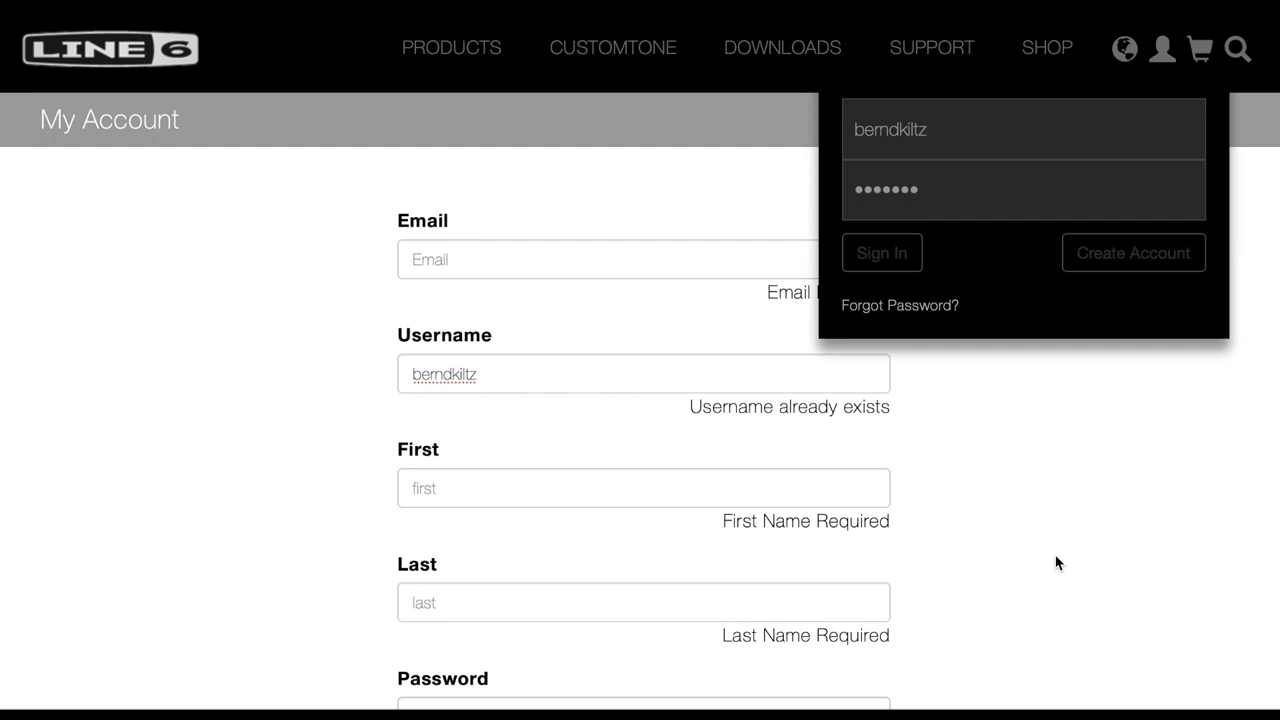 LINE 6
PRODUCTS CUSTOMTONE DOWNLOADS SUPPORT SHOP
My Account
berndkiltz
•••••••
Sign In Create Account
Forgot Password?
Email
Email
Email
Username
berndkiltz
Username already exists
First
first
First Name Required
Last
last
Last Name Required
Password